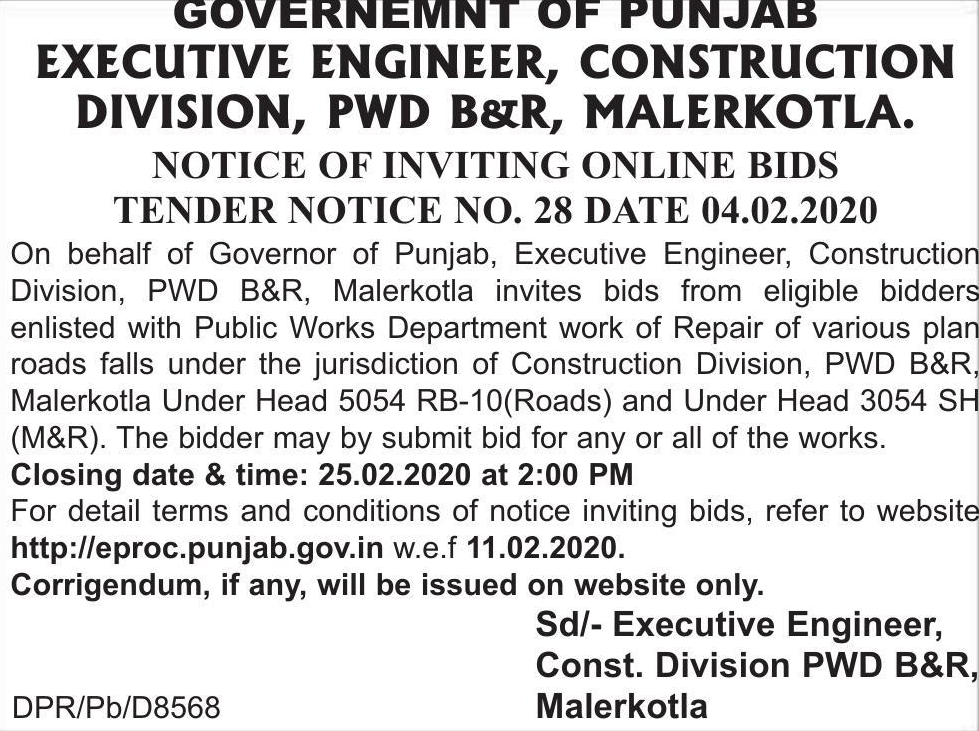 GOVERNEMNT OF PUNJAB
EXECUTIVE ENGINEER, CONSTRUCTION
DIVISION, PWD B&R, MALERKOTLA.
NOTICE OF INVITING ONLINE BIDS
TENDER NOTICE NO. 28 DATE 04.02.2020
On behalf of Governor of Punjab, Executive Engineer, Construction
Division, PWD B&R, Malerkotla invites bids from eligible bidders
enlisted with Public Works Department work of Repair of various plan
roads falls under the jurisdiction of Construction Division, PWD B&R,
Malerkotla Under Head 5054 RB-10(Roads) and Under Head 3054 SH
(M&R). The bidder may by submit bid for any or all of the works.
Closing date & time: 25.02.2020 at 2:00 PM
For detail terms and conditions of notice inviting bids, refer to website
http://eproc.punjab.gov.in w.e.f 11.02.2020.
Corrigendum, if any, will be issued on website only.
Sd/- Executive Engineer,
Const. Division PWD B&R,
Malerkotla
DPR/Pb/D8568